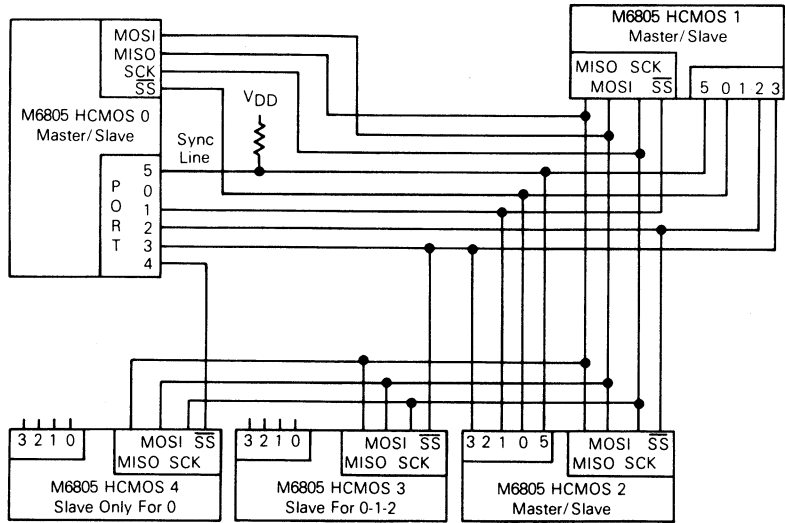 MOSI
MISO
SCK
SS
M6805 HCMOS 0
Master/Slave
PORT
5
0
1
2
3
4
Sync
Line
VDD
M6805 HCMOS 1
Master/Slave
MISO SCK
MOSI SS
5 0 1 2 3
3 2 1 0
MOSI SS
MISO SCK
M6805 HCMOS 4
Slave Only For 0
3 2 1 0
MOSI SS
MISO SCK
M6805 HCMOS 3
Slave For 0-1-2
3 2 1 0 5
MOSI SS
MISO SCK
M6805 HCMOS 2
Master/Slave